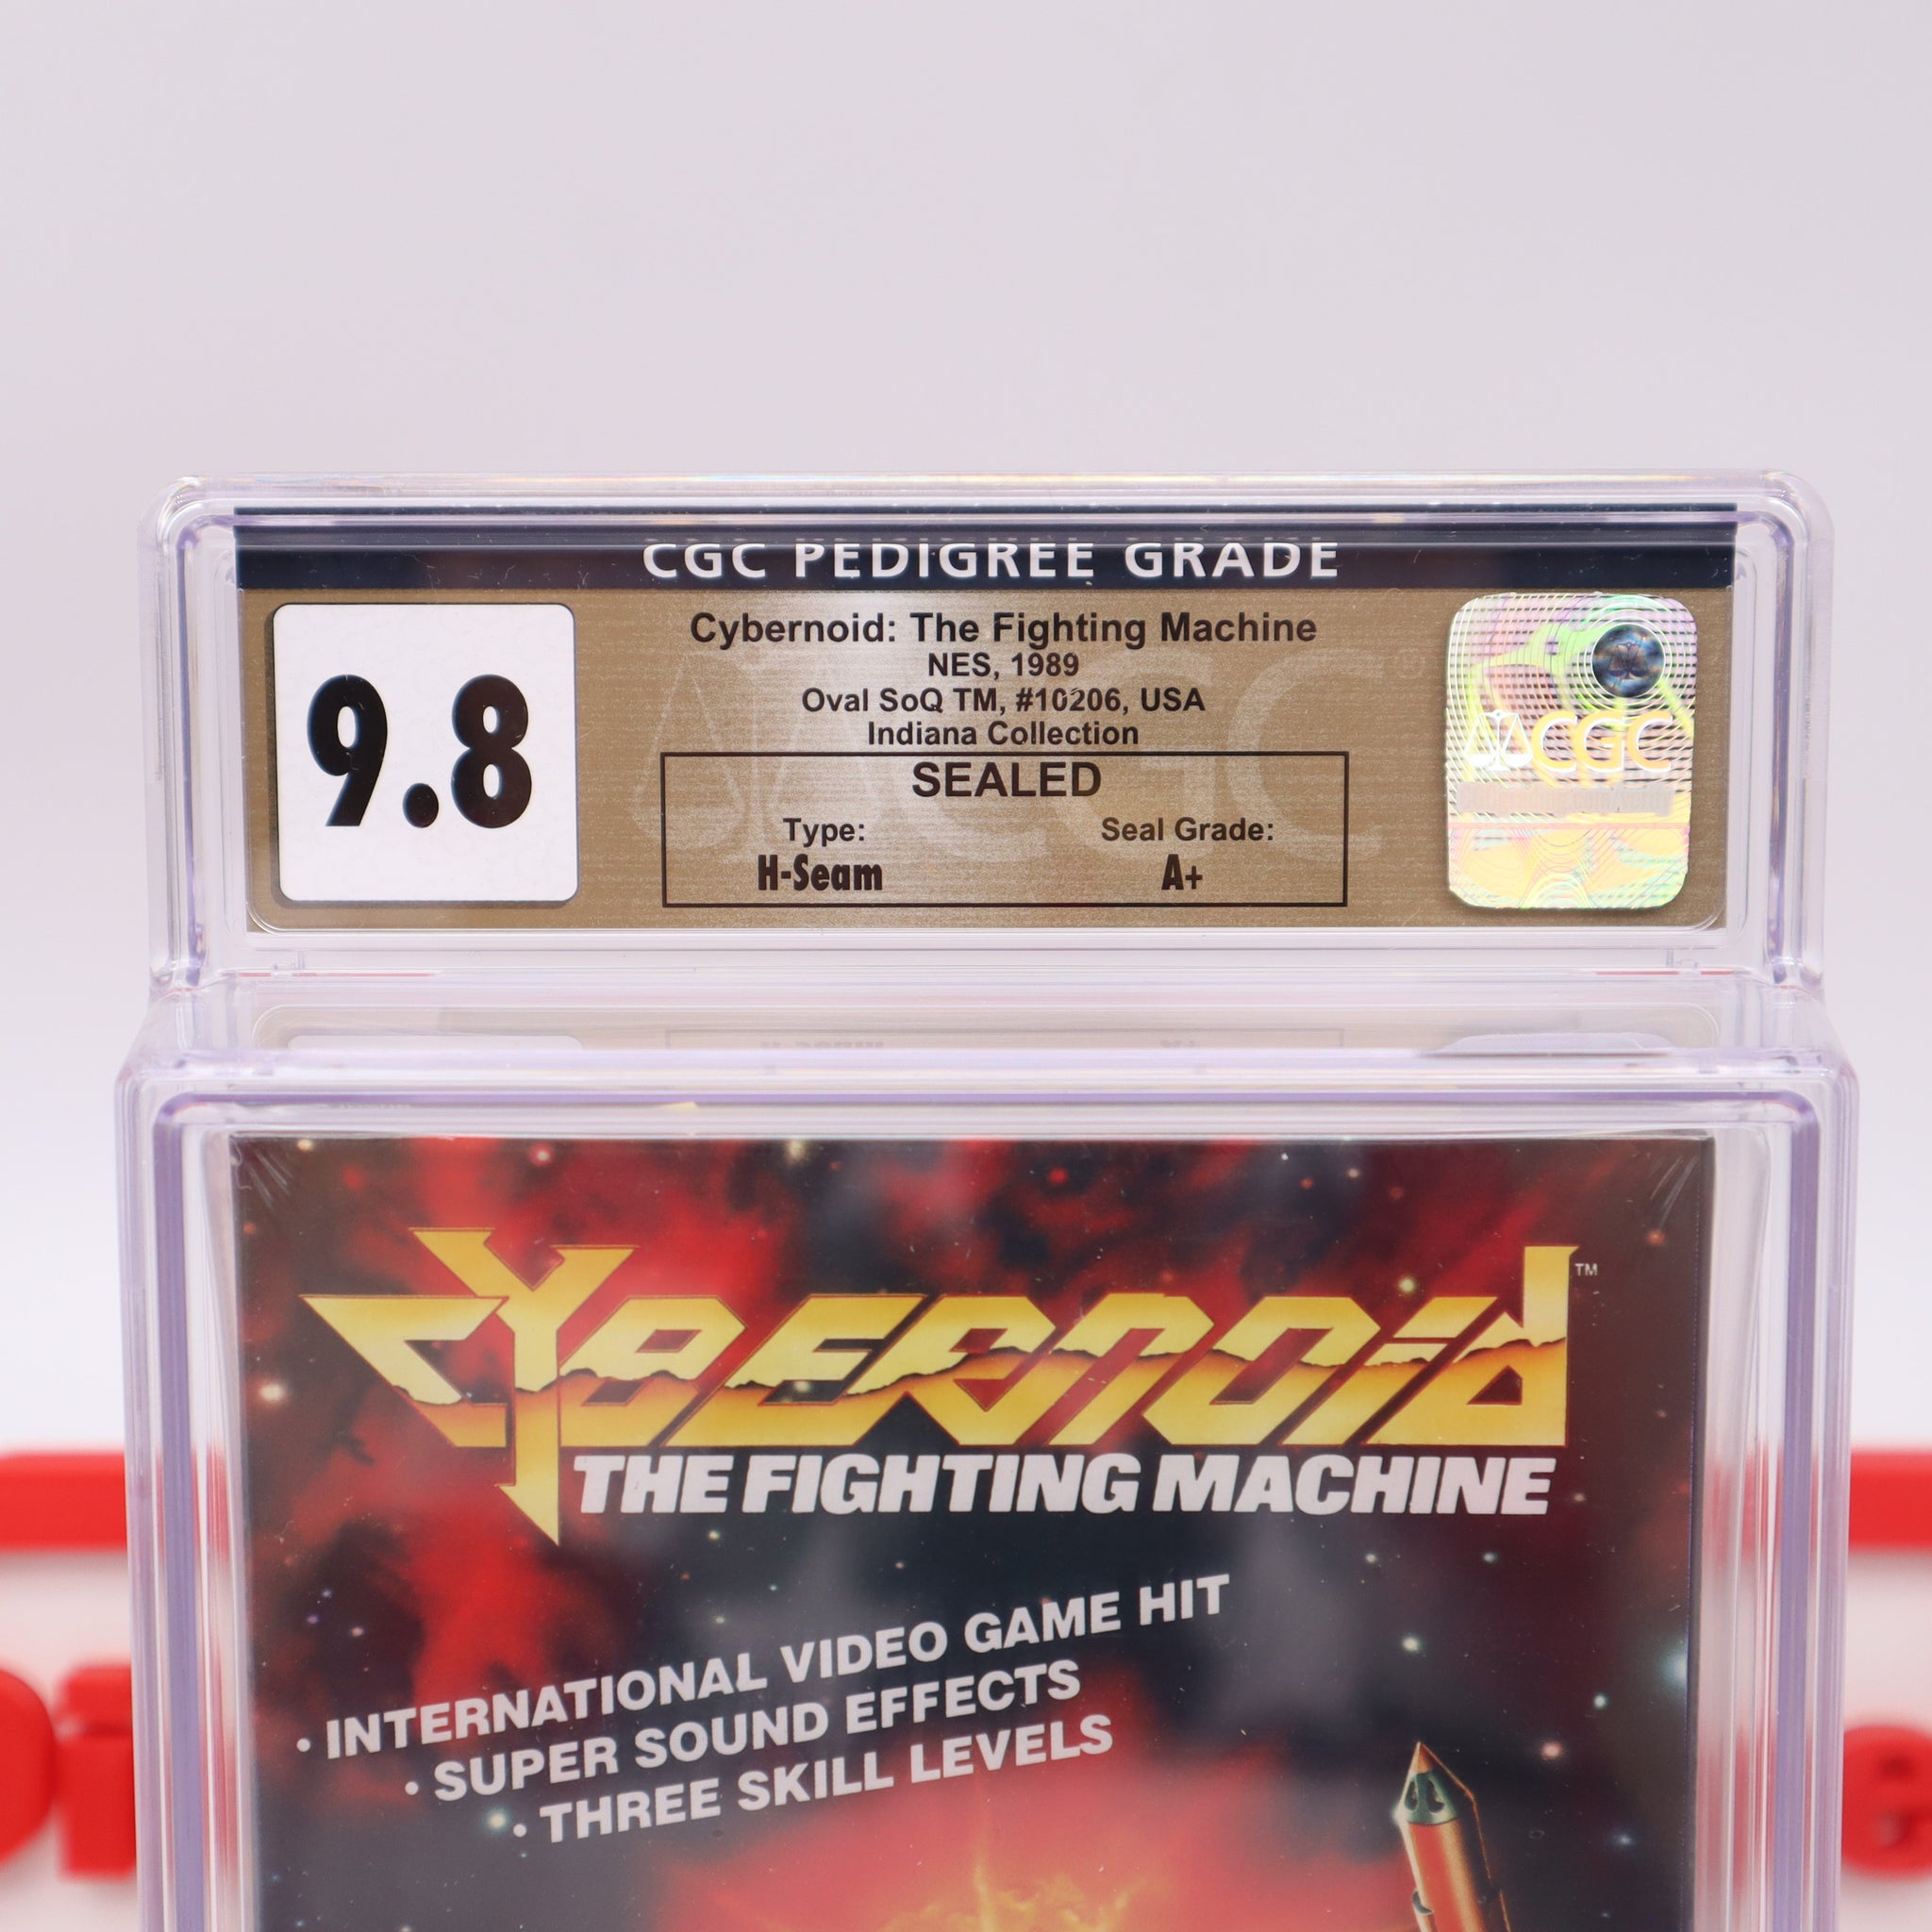 CGC PEDIGREE GRADE
9.8
Cybernoid: The Fighting Machine
NES, 1989
Oval SoQ TM, #10206, USA
Indiana Collection
SEALED
Type:
Seal Grade:
H-Seam
A+
CGC
CYBERNOID ™
THE FIGHTING MACHINE
• INTERNATIONAL VIDEO GAME HIT
• SUPER SOUND EFFECTS
• THREE SKILL LEVELS